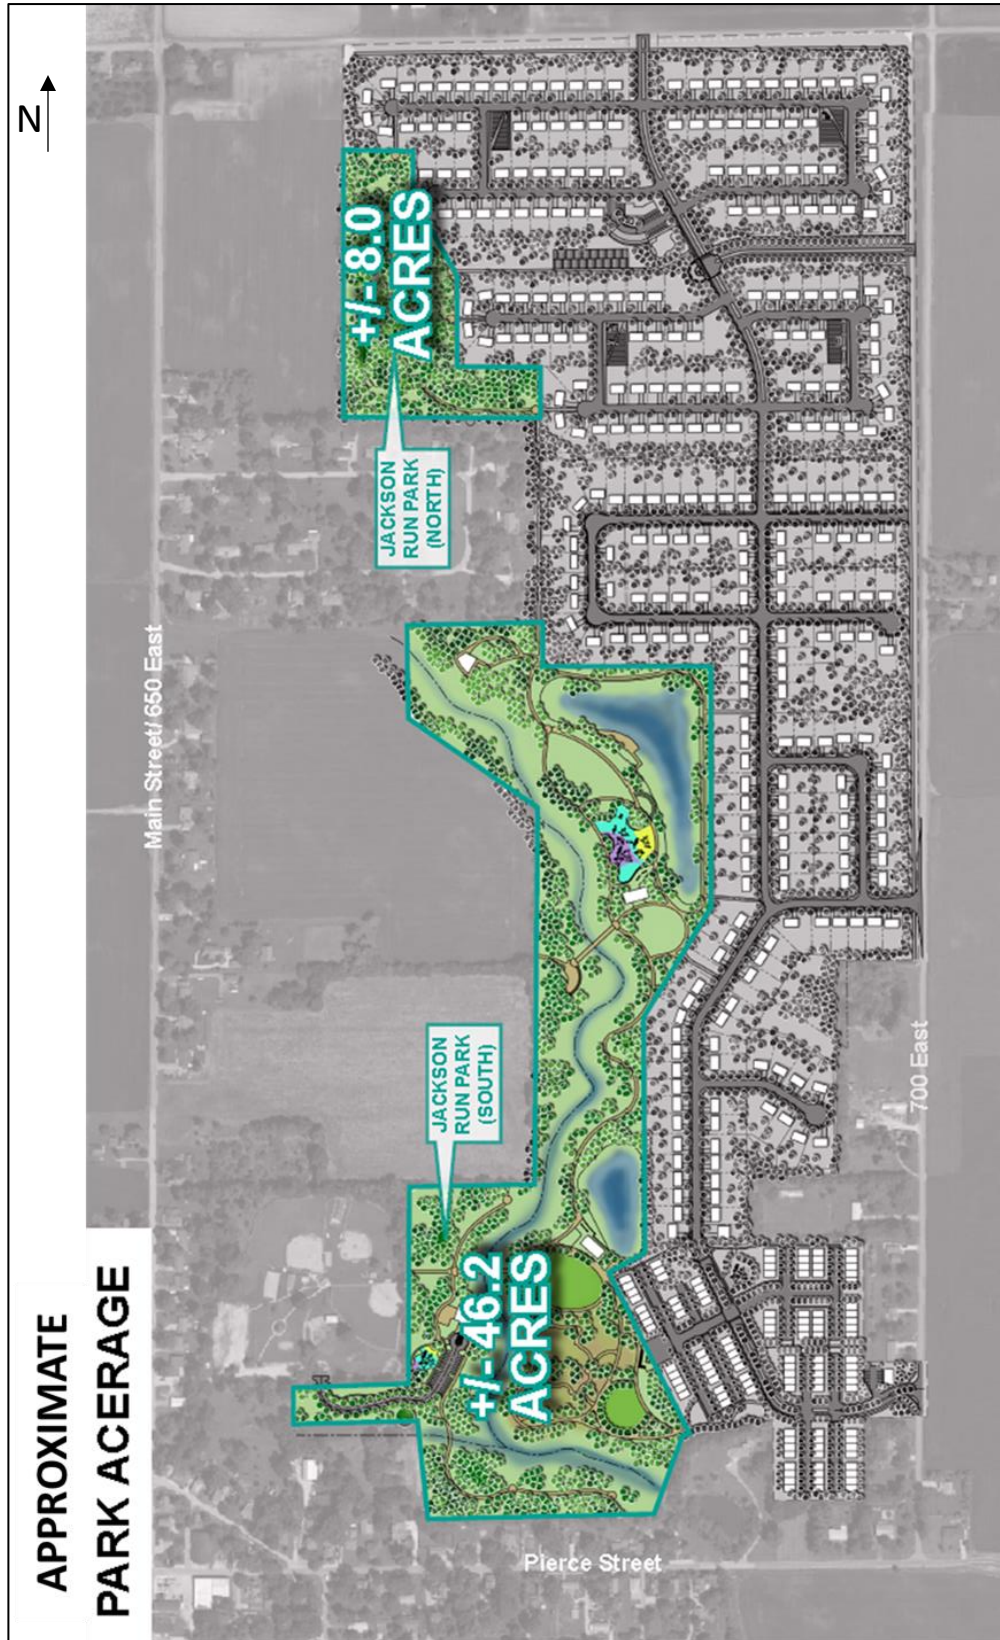 APPROXIMATE
PARK ACERAGE
N
+/- 8.0
ACRES
JACKSON
RUN PARK
(NORTH)
Main Street/ 650 East
JACKSON
RUN PARK
(SOUTH)
+/- 46.2
ACRES
700 East
Pierce Street